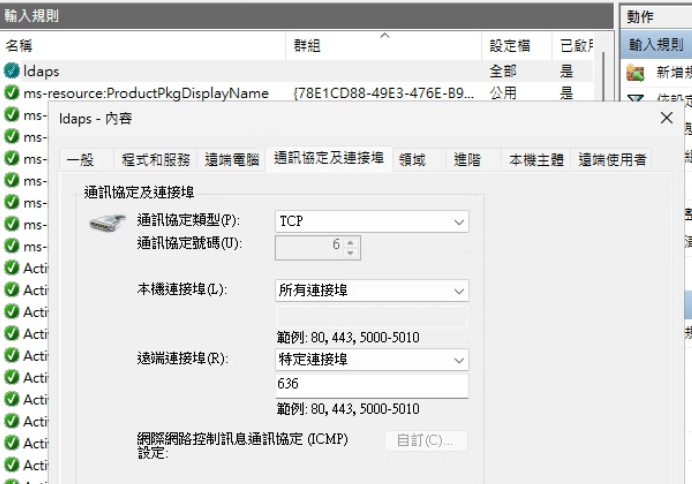 輸入規則
動作
名稱 群組 設定檔 已啟用
輸入規則
ldaps 全部 是
新增規
ms-resource:ProductPkgDisplayName {78E1CD88-49E3-476E-B9... 公用 是
依設定
ms-
ldaps - 內容
ms-
ms-
一般 程式和服務 遠端電腦 通訊協定及連接埠 領域 進階 本機主體 遠端使用者
ms-
通訊協定及連接埠
ms-
通訊協定類型(P): TCP
ms-
通訊協定號碼(U): 6
ms-
Acti
本機連接埠(L): 所有連接埠
Acti
Acti
範例: 80, 443, 5000-5010
Acti
遠端連接埠(R): 特定連接埠
Acti
636
Acti
範例: 80, 443, 5000-5010
Acti
網際網路控制訊息通訊協定 (ICMP)
設定:
自訂(C)...
Acti
Acti